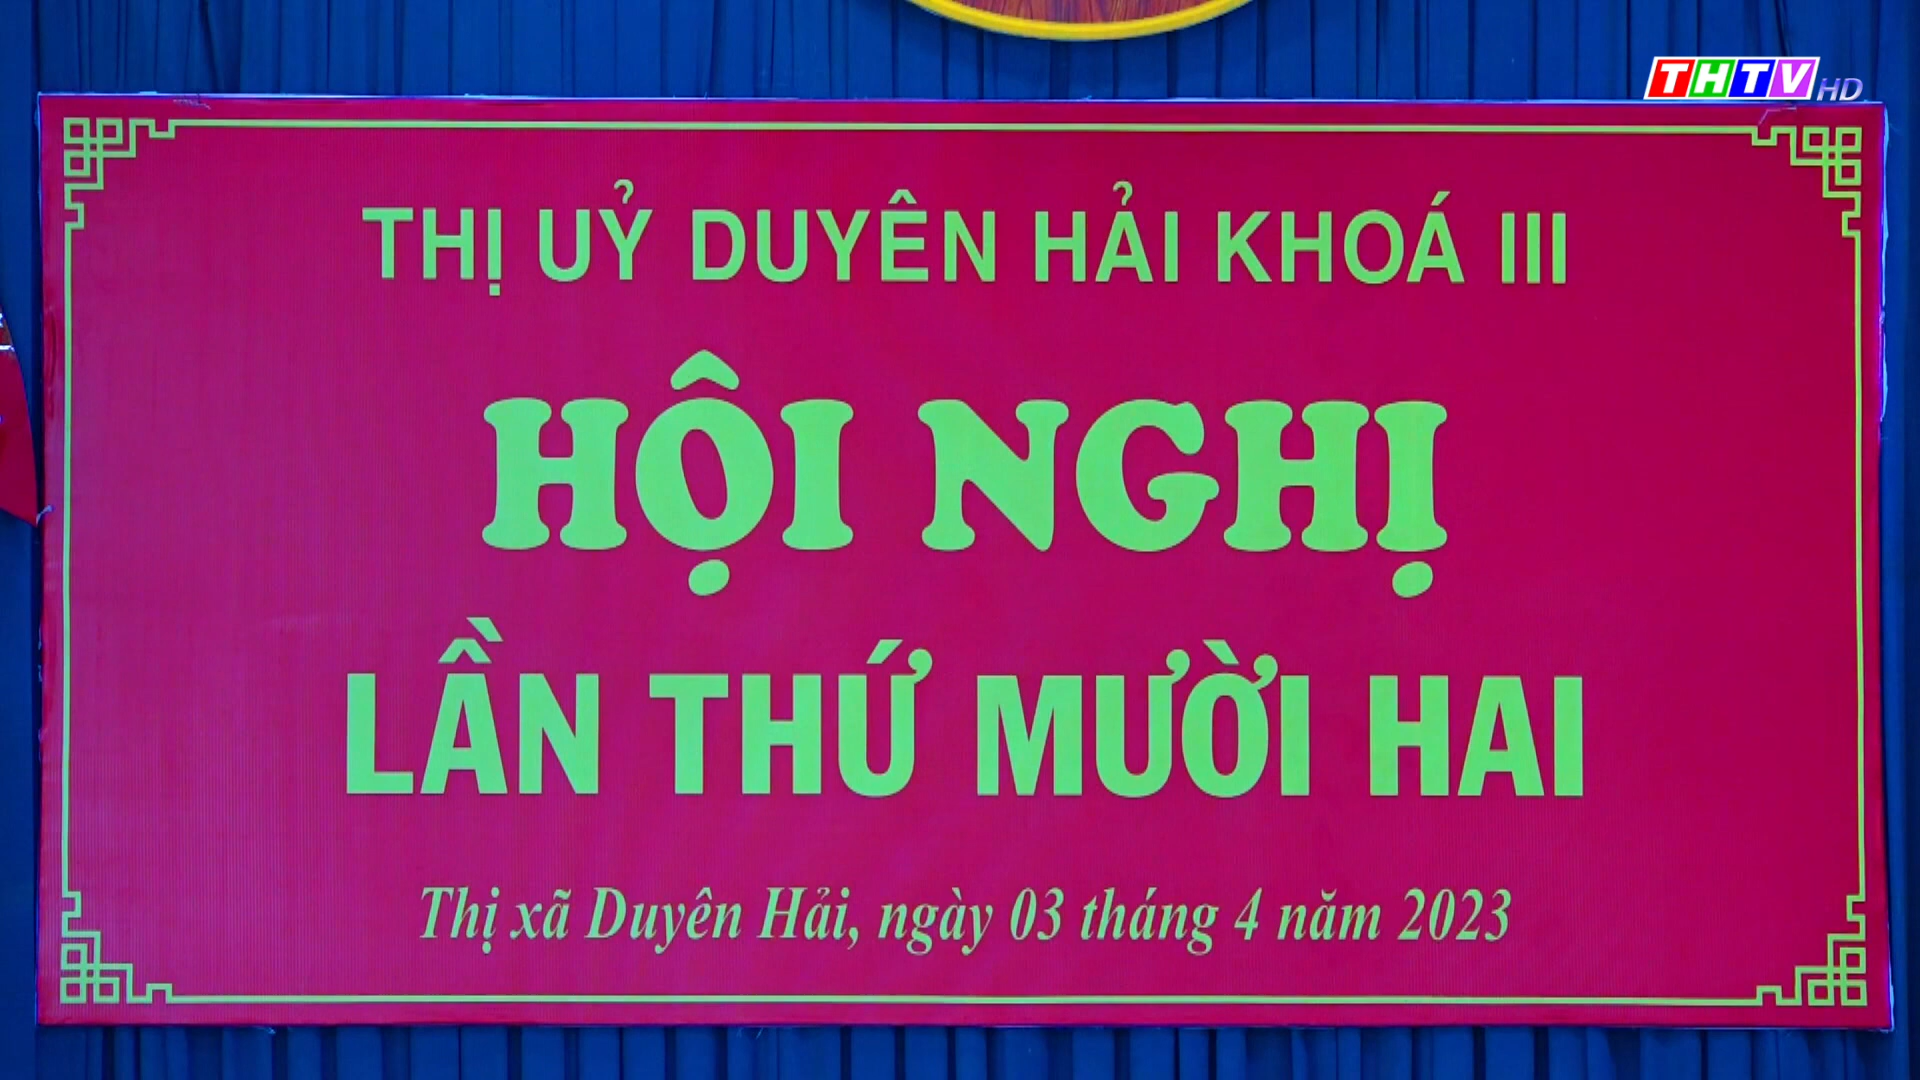 THTV HD
THỊ UỶ DUYÊN HẢI KHOÁ III
HỘI NGHỊ
LẦN THỨ MƯỜI HAI
Thị xã Duyên Hải, ngày 03 tháng 4 năm 2023